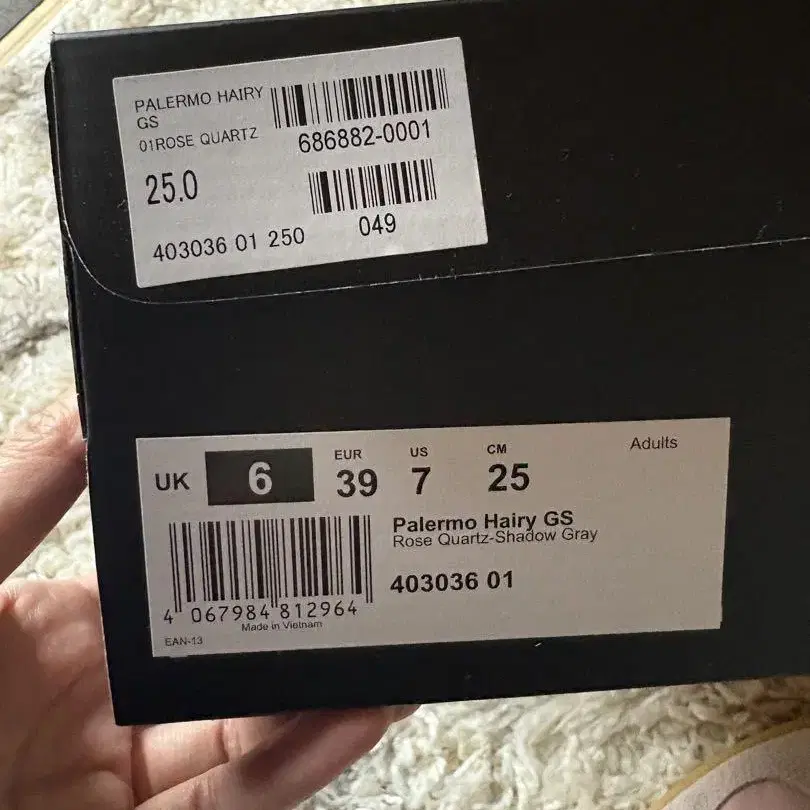 PALERMO HAIRY
GS
01ROSE QUARTZ
686882-0001
25.0
049
403036 01 250
Adults
UK 6
EUR 39
US 7
CM 25
Palermo Hairy GS
Rose Quartz-Shadow Gray
403036 01
4 067984 812964
Made in Vietnam
EAN-13